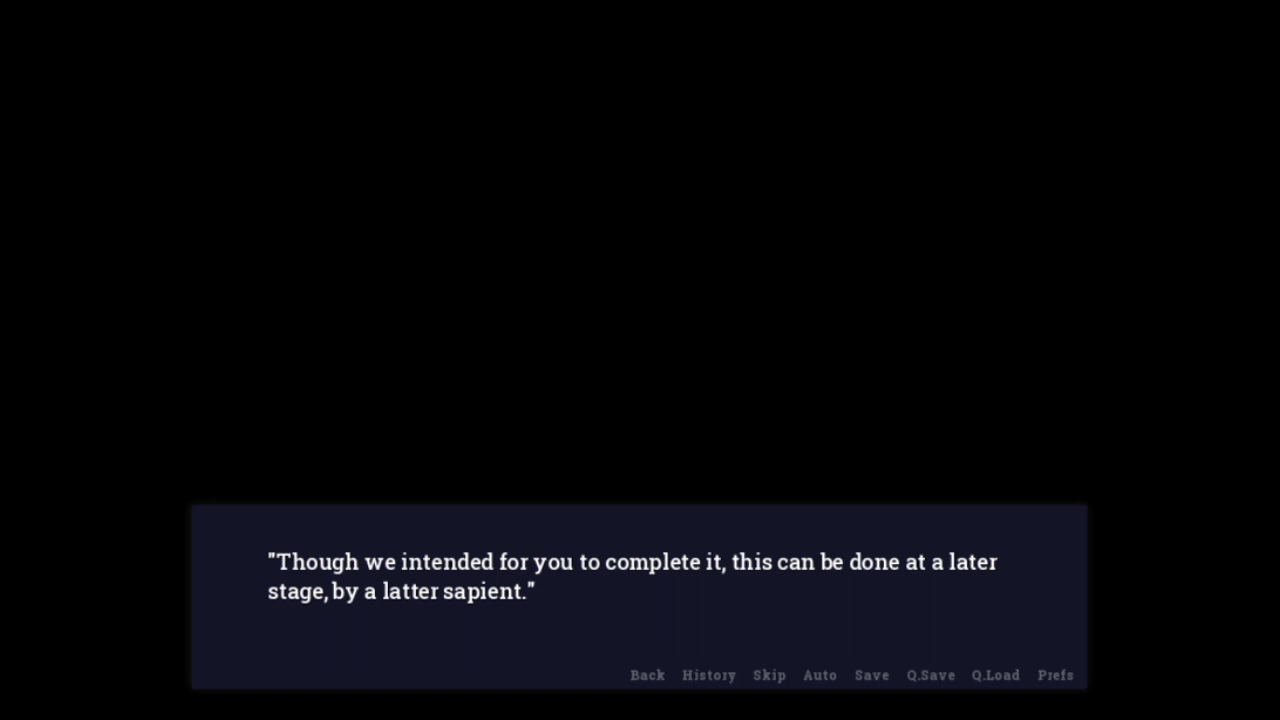 "Though we intended for you to complete it, this can be done at a later
stage, by a latter sapient."
Back History Skip Auto Save Q.Save Q.Load Prefs